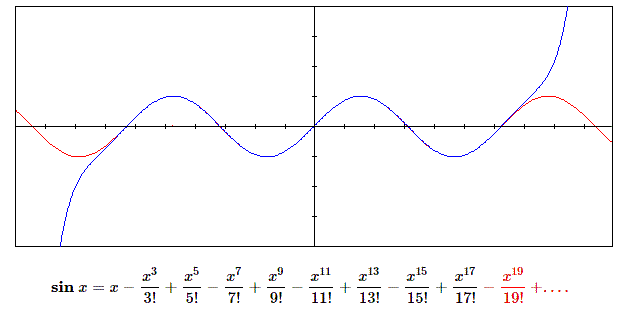 sin x = x − x³/3! + x⁵/5! − x⁷/7! + x⁹/9! − x¹¹/11! + x¹³/13! − x¹⁵/15! + x¹⁷/17! − x¹⁹/19! + ....